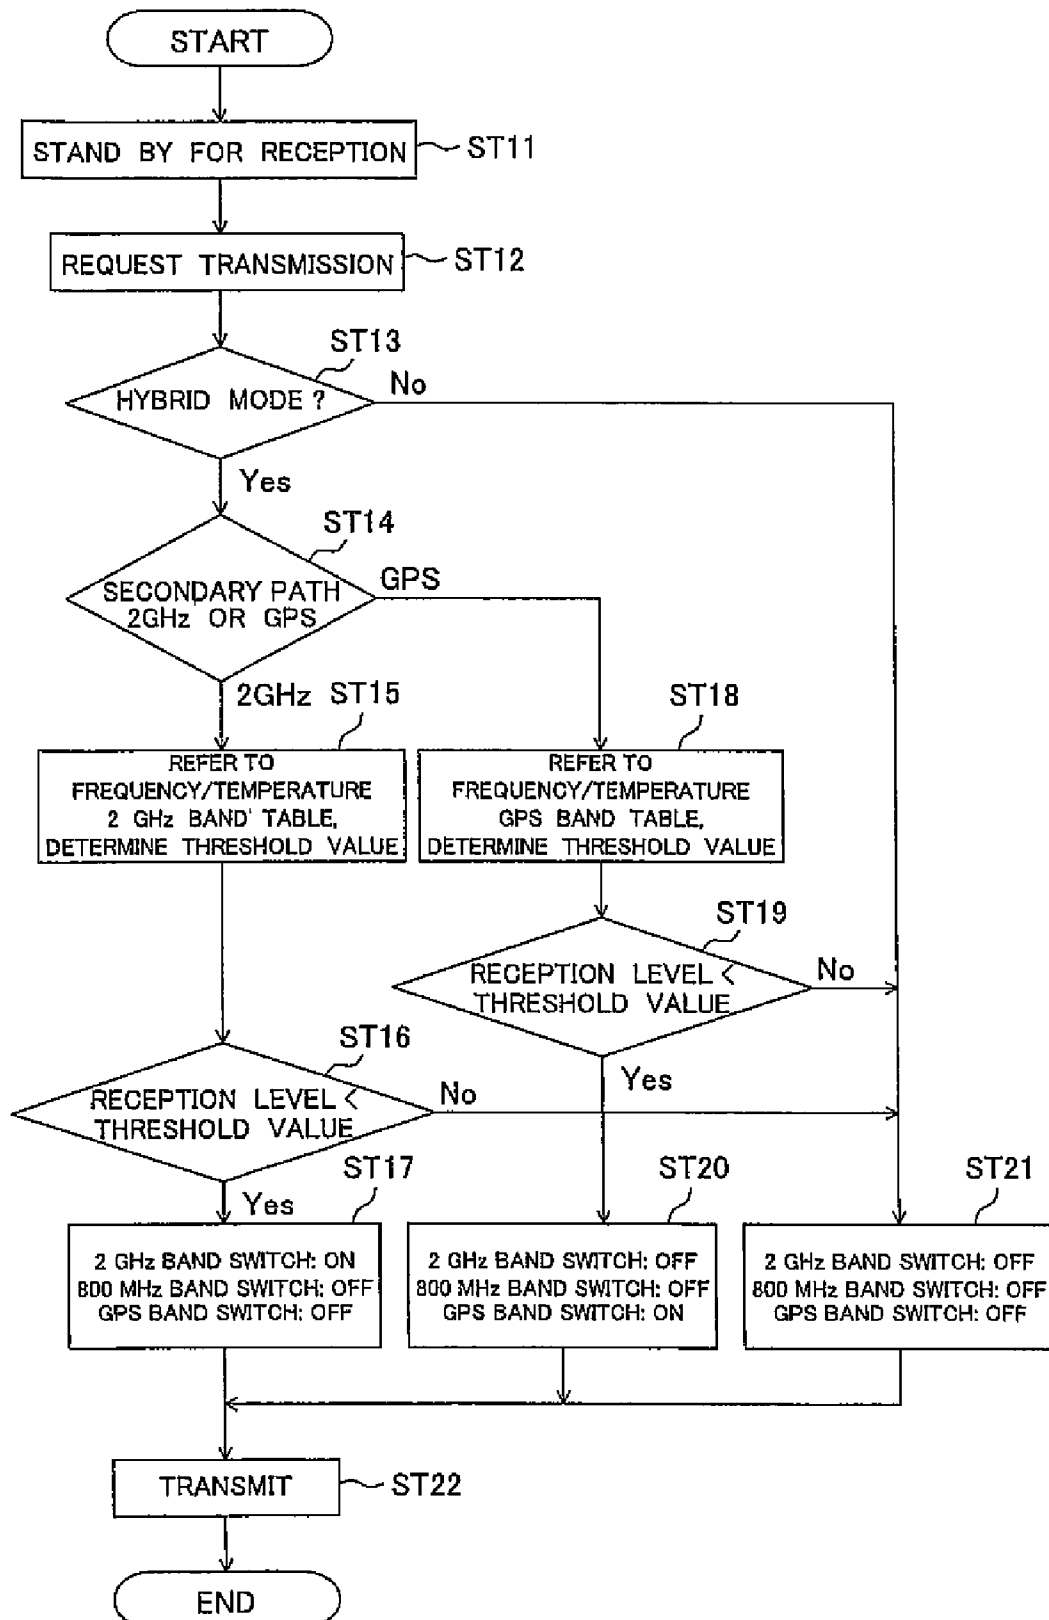 START
STAND BY FOR RECEPTION
ST11
REQUEST TRANSMISSION
ST12
ST13
HYBRID MODE ?
No
Yes
ST14
SECONDARY PATH
2GHz OR GPS
GPS
2GHz
ST15
ST18
REFER TO
FREQUENCY/TEMPERATURE
2 GHz BAND TABLE,
DETERMINE THRESHOLD VALUE
REFER TO
FREQUENCY/TEMPERATURE
GPS BAND TABLE,
DETERMINE THRESHOLD VALUE
ST19
RECEPTION LEVEL <
THRESHOLD VALUE
No
Yes
ST16
RECEPTION LEVEL <
THRESHOLD VALUE
No
Yes
ST17
ST20
ST21
2 GHz BAND SWITCH: ON
800 MHz BAND SWITCH: OFF
GPS BAND SWITCH: OFF
2 GHz BAND SWITCH: OFF
800 MHz BAND SWITCH: OFF
GPS BAND SWITCH: ON
2 GHz BAND SWITCH: OFF
800 MHz BAND SWITCH: OFF
GPS BAND SWITCH: OFF
TRANSMIT
ST22
END